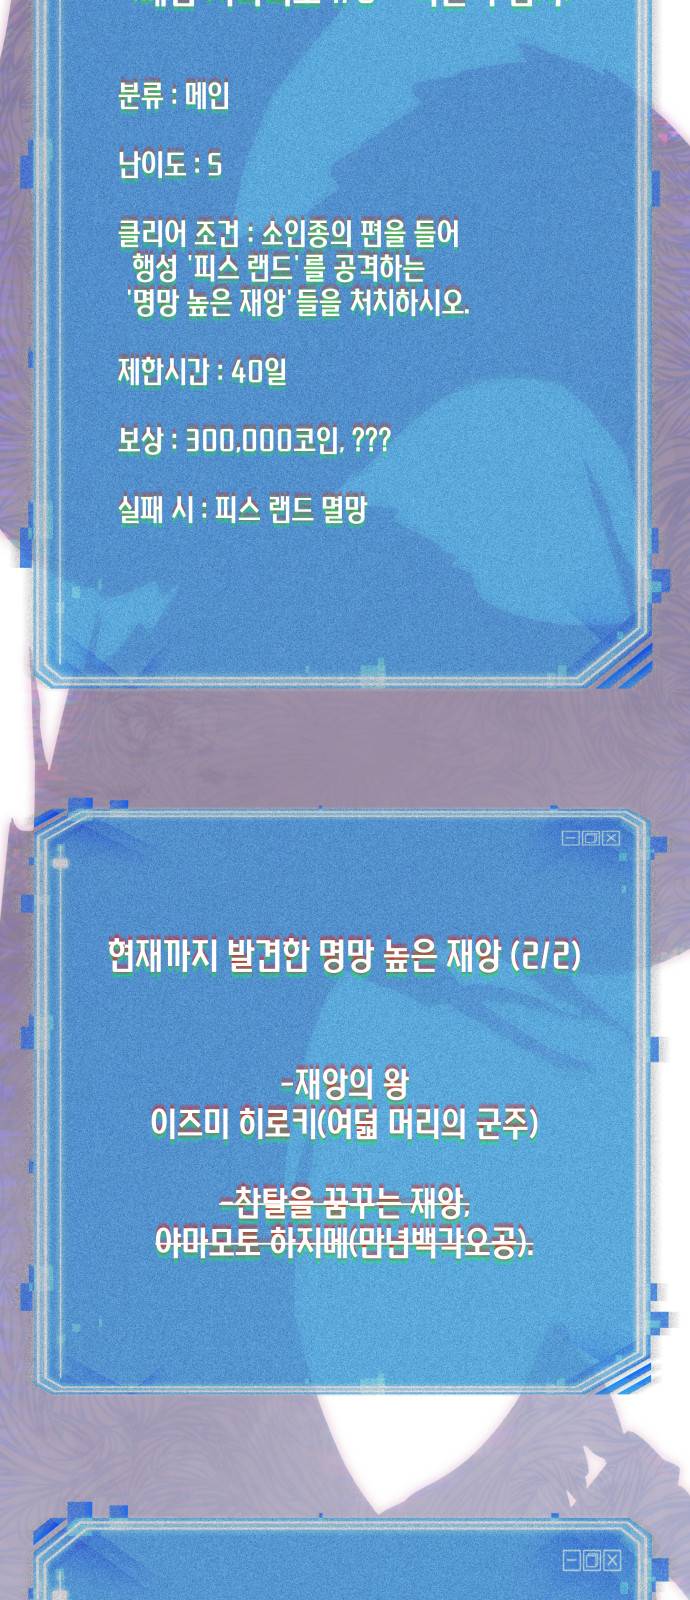 분류 : 메인
난이도 : S
클리어 조건 : 소인종의 편을 들어
행성 '피스 랜드'를 공격하는
'명망 높은 재앙'들을 처치하시오.
제한시간 : 40일
보상 : 300,000코인, ???
실패 시 : 피스 랜드 멸망
현재까지 발견한 명망 높은 재앙 (2/2)
-재앙의 왕
이즈미 히로키(여덟 머리의 군주)
-찬탈을 꿈꾸는 재앙,
야마모토 하지메(만년백각오공).